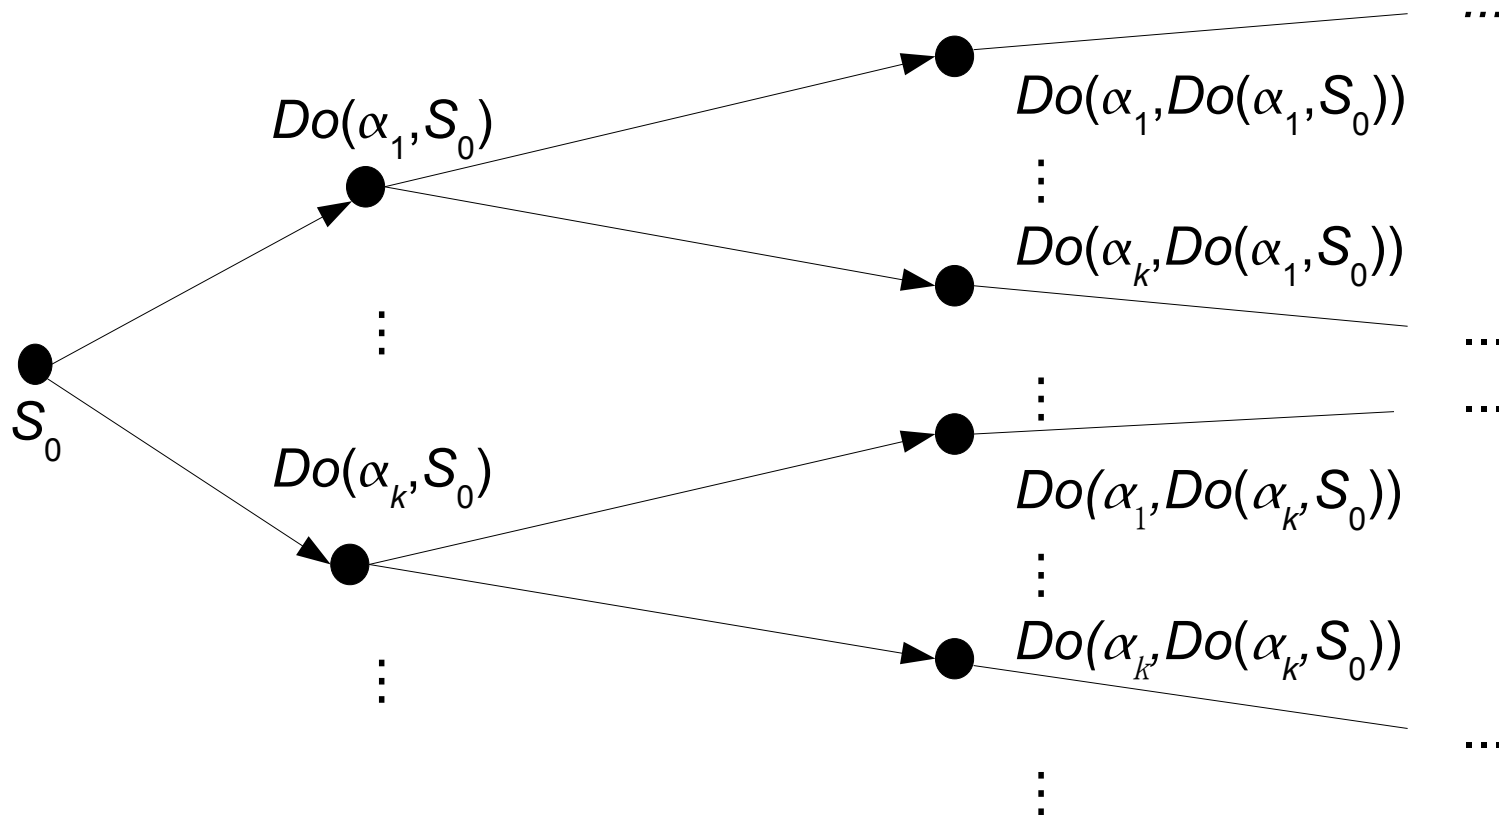 ...
Do(α₁,S₀)
Do(α₁,Do(α₁,S₀))
⋮
Do(αₖ,Do(α₁,S₀))
⋮
...
S₀
⋮
...
Do(αₖ,S₀)
Do(α₁,Do(αₖ,S₀))
⋮
Do(αₖ,Do(αₖ,S₀))
⋮
...
⋮